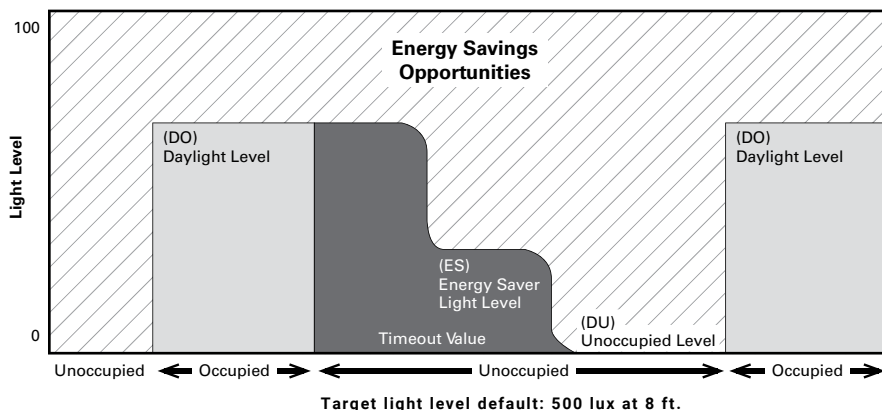 100
Energy Savings
Opportunities
(DO)
Daylight Level
(DO)
Daylight Level
Light Level
(ES)
Energy Saver
Light Level
(DU)
Unoccupied Level
Timeout Value
0
Unoccupied
Occupied
Unoccupied
Occupied
Target light level default: 500 lux at 8 ft.